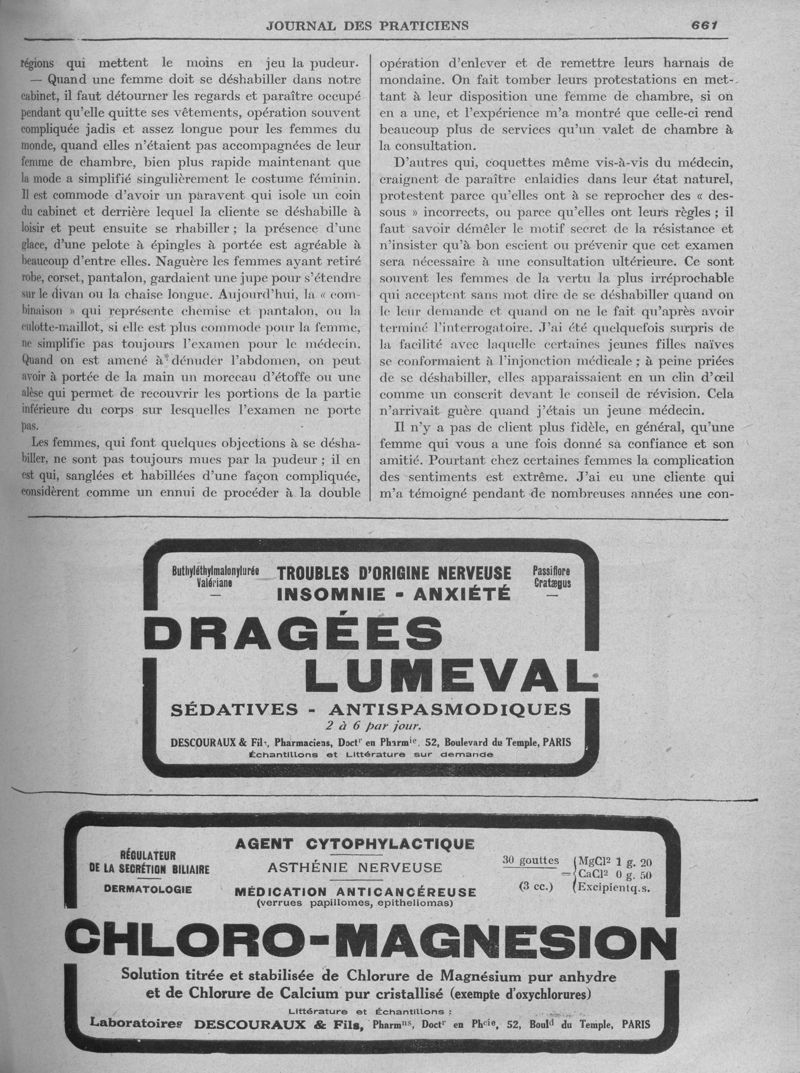 JOURNAL DES PRATICIENS 661
régions qui mettent le moins en jeu la pudeur.
— Quand une femme doit se déshabiller dans notre
cabinet, il faut détourner les regards et paraître occupé
pendant qu'elle quitte ses vêtements, opération souvent
compliquée jadis et assez longue pour les femmes du
monde, quand elles n'étaient pas accompagnées de leur
femme de chambre, bien plus rapide maintenant que
la mode a simplifié singulièrement le costume féminin.
Il est commode d'avoir un paravent qui isole un coin
du cabinet et derrière lequel la cliente se déshabille à
loisir et peut ensuite se rhabiller ; la présence d'une
glace, d'une pelote à épingles à portée est agréable à
beaucoup d'entre elles. Naguère les femmes ayant retiré
robe, corset, pantalon, gardaient une jupe pour s'étendre
sur le divan ou la chaise longue. Aujourd'hui, la « com-
binaison » qui représente chemise et pantalon, ou la
culotte-maillot, si elle est plus commode pour la femme,
ne simplifie pas toujours l'examen pour le médecin.
Quand on est amené à dénuder l'abdomen, on peut
avoir à portée de la main un morceau d'étoffe ou une
alèse qui permet de recouvrir les portions de la partie
inférieure du corps sur lesquelles l'examen ne porte
pas.
Les femmes, qui font quelques objections à se désha-
biller, ne sont pas toujours mues par la pudeur ; il en
est qui, sanglées et habillées d'une façon compliquée,
considèrent comme un ennui de procéder à la double
opération d'enlever et de remettre leurs harnais de
mondaine. On fait tomber leurs protestations en met-
tant à leur disposition une femme de chambre, si on
en a une, et l'expérience m'a montré que celle-ci rend
beaucoup plus de services qu'un valet de chambre à
la consultation.
D'autres qui, coquettes même vis-à-vis du médecin,
craignent de paraître enlaidies dans leur état naturel,
protestent parce qu'elles ont à se reprocher des « des-
sous » incorrects, ou parce qu'elles ont leurs règles ; il
faut savoir démêler le motif secret de la résistance et
n'insister qu'à bon escient ou prévenir que cet examen
sera nécessaire à une consultation ultérieure. Ce sont
souvent les femmes de la vertu la plus irréprochable
qui acceptent sans mot dire de se déshabiller quand on
le leur demande et quand on ne le fait qu'après avoir
terminé l'interrogatoire. J'ai été quelquefois surpris de
la facilité avec laquelle certaines jeunes filles naïves
se conformaient à l'injonction médicale ; à peine priées
de se déshabiller, elles apparaissaient en un clin d'œil
comme un conscrit devant le conseil de révision. Cela
n'arrivait guère quand j'étais un jeune médecin.
Il n'y a pas de client plus fidèle, en général, qu'une
femme qui vous a une fois donné sa confiance et son
amitié. Pourtant chez certaines femmes la complication
des sentiments est extrême. J'ai eu une cliente qui
m'a témoigné pendant de nombreuses années une con-
Buthyléthylmalonylurée
Valériane
TROUBLES D'ORIGINE NERVEUSE
INSOMNIE - ANXIÉTÉ
Passiflore
Cratægus
DRAGÉES
LUMEVAL
SÉDATIVES - ANTISPASMODIQUES
2 à 6 par jour.
DESCOURAUX & Fils, Pharmaciens, Doctr en Pharmie, 52, Boulevard du Temple, PARIS
Échantillons et Littérature sur demande
RÉGULATEUR
DE LA SECRÉTION BILIAIRE
DERMATOLOGIE
AGENT CYTOPHYLACTIQUE
ASTHÉNIE NERVEUSE
MÉDICATION ANTICANCÉREUSE
(verrues papillomes, epitheliomas)
30 gouttes
(3 cc.)
=
MgCl2 1 g. 20
CaCl2 0 g. 50
Excipient q.s.
CHLORO-MAGNESION
Solution titrée et stabilisée de Chlorure de Magnésium pur anhydre
et de Chlorure de Calcium pur cristallisé (exempte d'oxychlorures)
Littérature et Échantillons :
Laboratoires DESCOURAUX & Fils, Pharmns, Doctr en Phcie, 52, Bould du Temple, PARIS